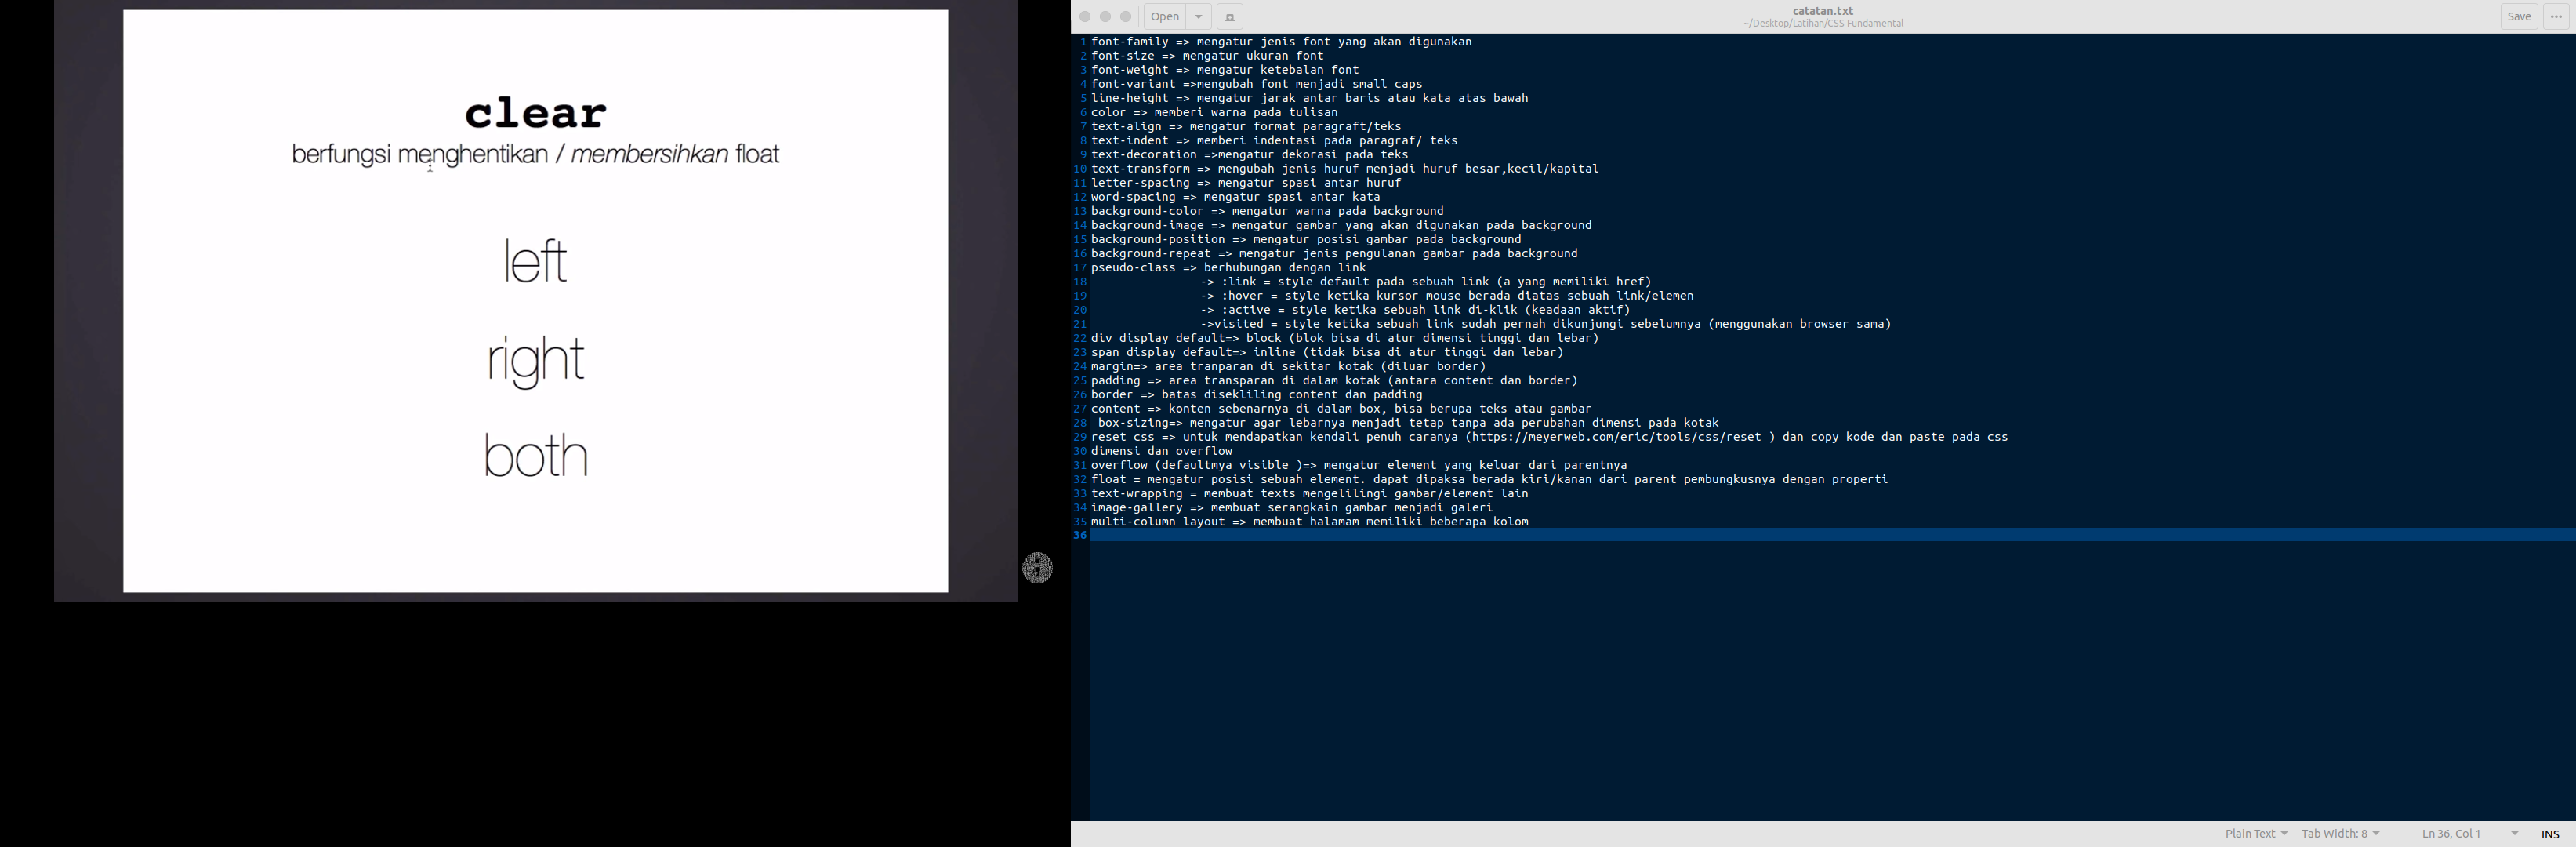 clear
berfungsi menghentikan / membersihkan float
left
right
both
Open
catatan.txt
~/Desktop/Latihan/CSS Fundamental
Save
1 font-family => mengatur jenis font yang akan digunakan
2 font-size => mengatur ukuran font
3 font-weight => mengatur ketebalan font
4 font-variant =>mengubah font menjadi small caps
5 line-height => mengatur jarak antar baris atau kata atas bawah
6 color => memberi warna pada tulisan
7 text-align => mengatur format paragraft/teks
8 text-indent => memberi indentasi pada paragraf/ teks
9 text-decoration =>mengatur dekorasi pada teks
10 text-transform => mengubah jenis huruf menjadi huruf besar,kecil/kapital
11 letter-spacing => mengatur spasi antar huruf
12 word-spacing => mengatur spasi antar kata
13 background-color => mengatur warna pada background
14 background-image => mengatur gambar yang akan digunakan pada background
15 background-position => mengatur posisi gambar pada background
16 background-repeat => mengatur jenis pengulanan gambar pada background
17 pseudo-class => berhubungan dengan link
18 -> :link = style default pada sebuah link (a yang memiliki href)
19 -> :hover = style ketika kursor mouse berada diatas sebuah link/elemen
20 -> :active = style ketika sebuah link di-klik (keadaan aktif)
21 ->visited = style ketika sebuah link sudah pernah dikunjungi sebelumnya (menggunakan browser sama)
22 div display default=> block (blok bisa di atur dimensi tinggi dan lebar)
23 span display default=> inline (tidak bisa di atur tinggi dan lebar)
24 margin=> area tranparan di sekitar kotak (diluar border)
25 padding => area transparan di dalam kotak (antara content dan border)
26 border => batas disekliling content dan padding
27 content => konten sebenarnya di dalam box, bisa berupa teks atau gambar
28 box-sizing=> mengatur agar lebarnya menjadi tetap tanpa ada perubahan dimensi pada kotak
29 reset css => untuk mendapatkan kendali penuh caranya (https://meyerweb.com/eric/tools/css/reset ) dan copy kode dan paste pada css
30 dimensi dan overflow
31 overflow (defaultmya visible )=> mengatur element yang keluar dari parentnya
32 float = mengatur posisi sebuah element. dapat dipaksa berada kiri/kanan dari parent pembungkusnya dengan properti
33 text-wrapping = membuat texts mengelilingi gambar/element lain
34 image-gallery => membuat serangkain gambar menjadi galeri
35 multi-column layout => membuat halamam memiliki beberapa kolom
36
Plain Text Tab Width: 8 Ln 36, Col 1 INS